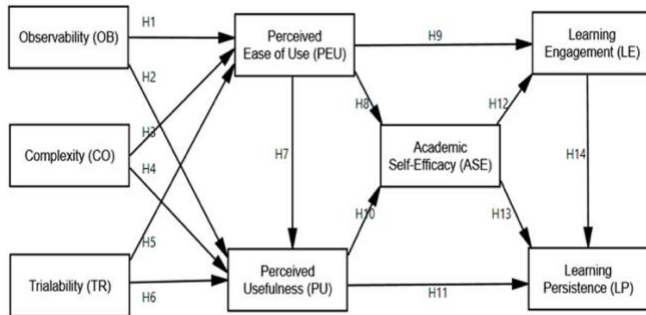 Observability (OB)
H1
Perceived
Ease of Use (PEU)
H9
Learning
Engagement (LE)
H2
H3
H8
H12
Complexity (CO)
H4
H7
Academic
Self-Efficacy (ASE)
H14
H5
H10
H13
Trialability (TR)
H6
Perceived
Usefulness (PU)
H11
Learning
Persistence (LP)